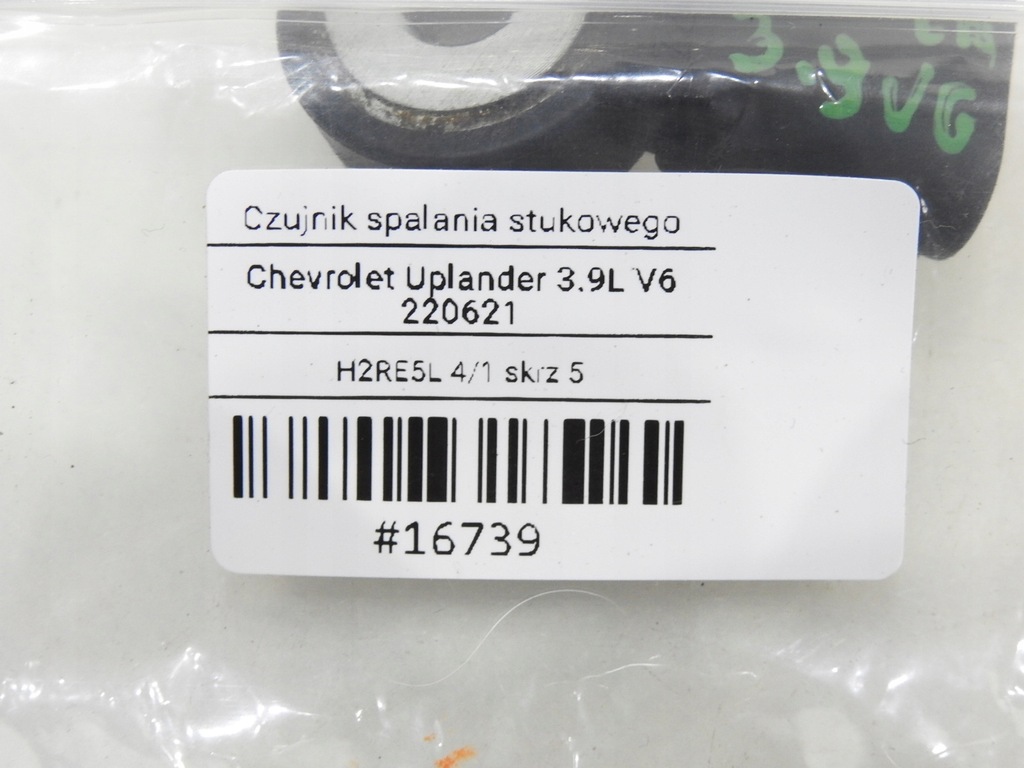 3.9 V6
Czujnik spalania stukowego
Chevrolet Uplander 3.9L V6
220621
H2RE5L 4/1 skrz 5
#16739